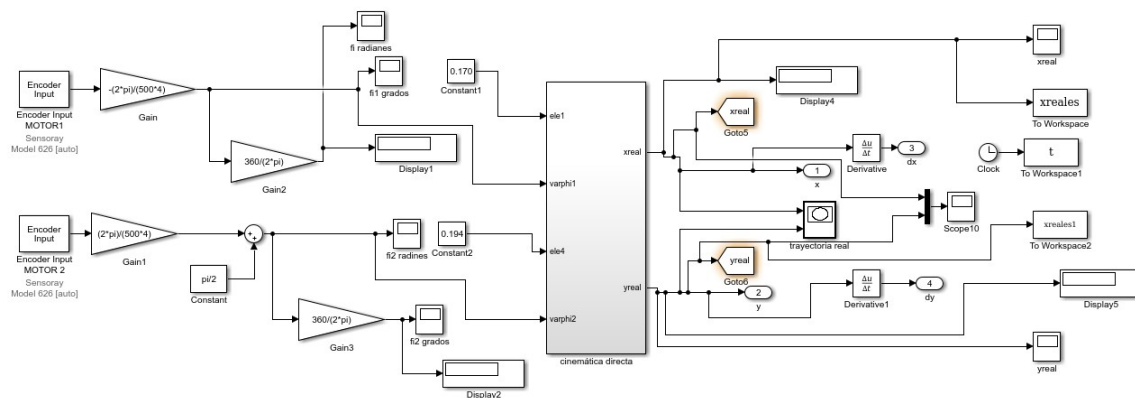 Encoder
Input
Encoder Input
MOTOR1
Sensoray
Model 626 [auto]
-(2*pi)/(500*4)
Gain
360/(2*pi)
Gain2
fi radianes
fi1 grados
Display1
0.170
Constant1
Encoder
Input
Encoder Input
MOTOR 2
Sensoray
Model 626 [auto]
(2*pi)/(500*4)
Gain1
+
+
pi/2
Constant
360/(2*pi)
Gain3
fi2 radines
fi2 grados
Display2
0.194
Constant2
ele1
varphi1
ele4
varphi2
xreal
yreal
cinemática directa
Display4
xreal
Goto5
1
x
Δu
Δt
Derivative
3
dx
trayectoria real
yreal
Goto6
2
y
Δu
Δt
Derivative1
4
dy
Scope10
xreal
xreales
To Workspace
Clock
t
To Workspace1
xreales1
To Workspace2
Display5
yreal